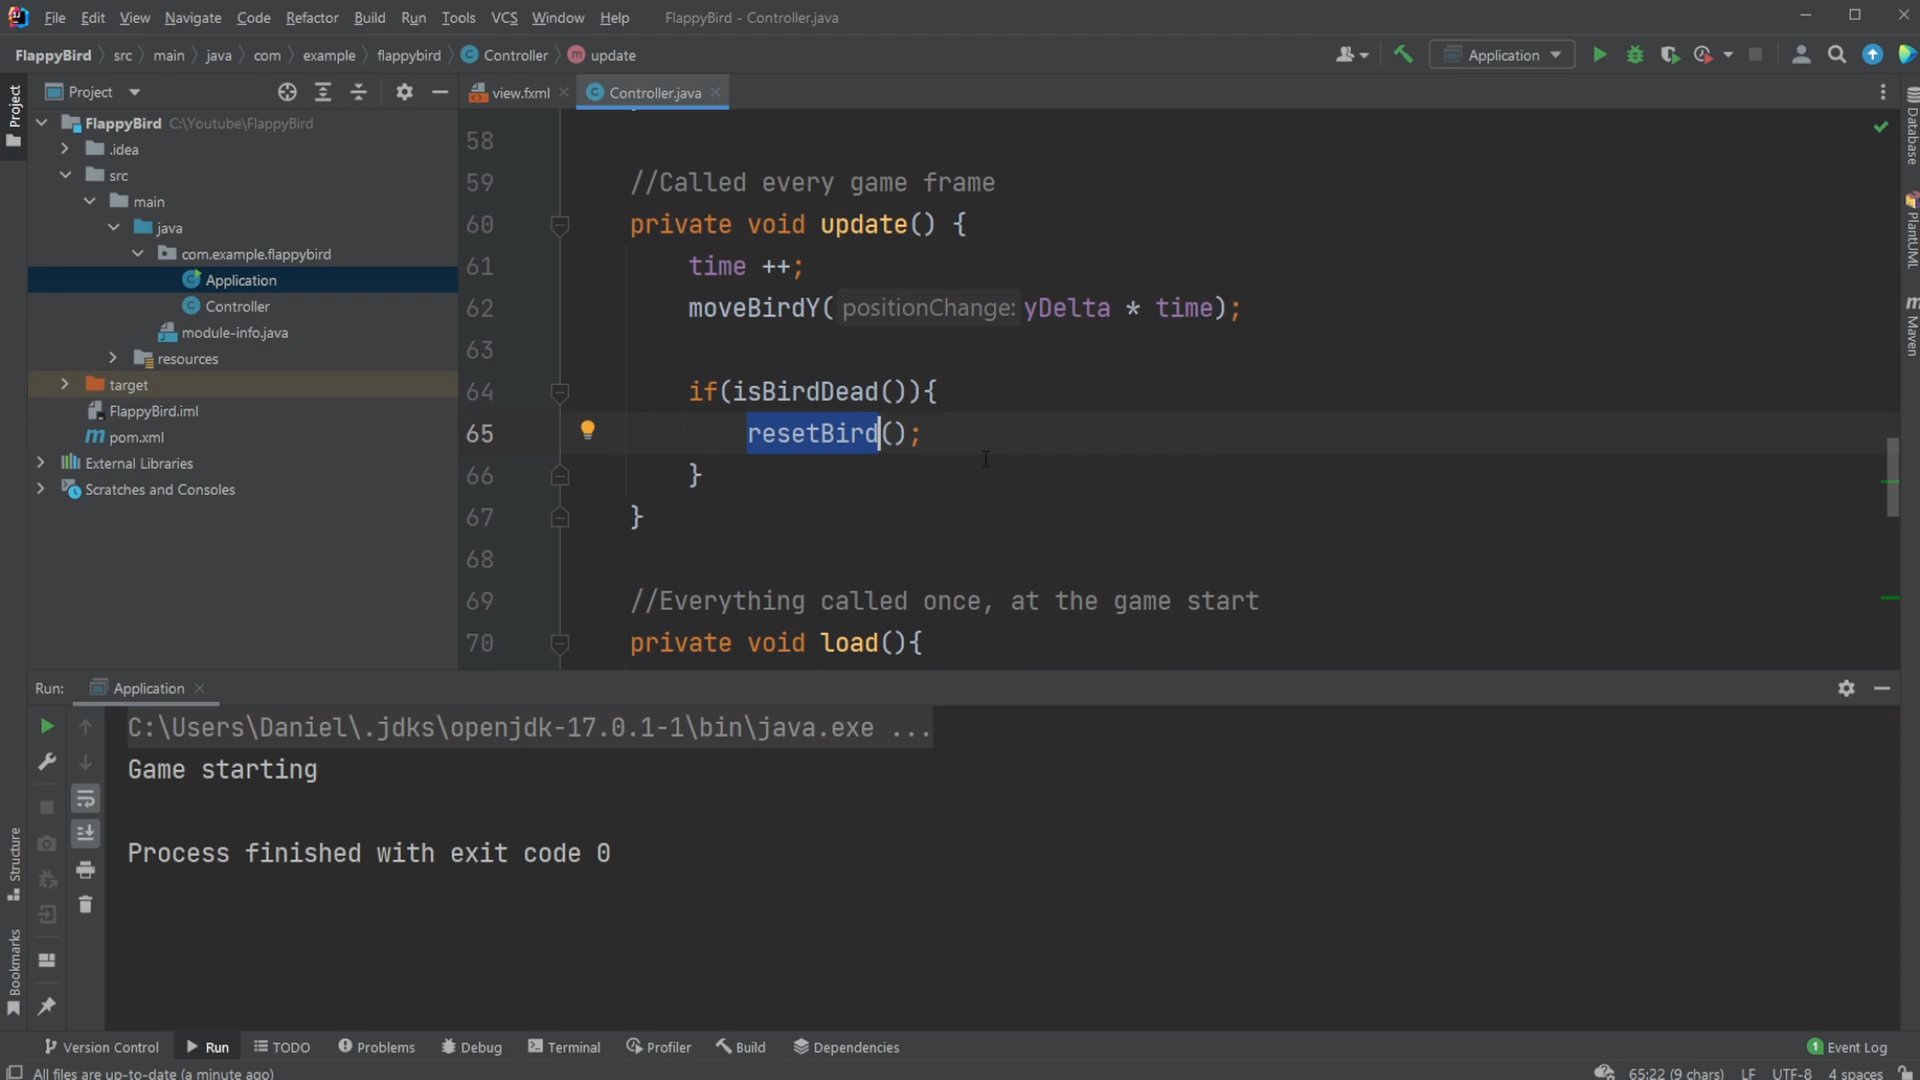 File Edit View Navigate Code Refactor Build Run Tools VCS Window Help FlappyBird - Controller.java
FlappyBird src main java com example flappybird Controller update Application
Project
view.fxml Controller.java
FlappyBird C:\Youtube\FlappyBird
.idea
src
main
java
com.example.flappybird
Application
Controller
module-info.java
resources
target
FlappyBird.iml
pom.xml
External Libraries
Scratches and Consoles
58
59 //Called every game frame
60 private void update() {
61 time ++;
62 moveBirdY( positionChange: yDelta * time);
63
64 if(isBirdDead()){
65 resetBird();
66 }
67 }
68
69 //Everything called once, at the game start
70 private void load(){
Project
Structure
Bookmarks
Database
PlantUML
Maven
Run: Application
C:\Users\Daniel\.jdks\openjdk-17.0.1-1\bin\java.exe ...
Game starting
Process finished with exit code 0
Version Control Run TODO Problems Debug Terminal Profiler Build Dependencies 1 Event Log
All files are up-to-date (a minute ago) 65:22 (9 chars) LF UTF-8 4 spaces